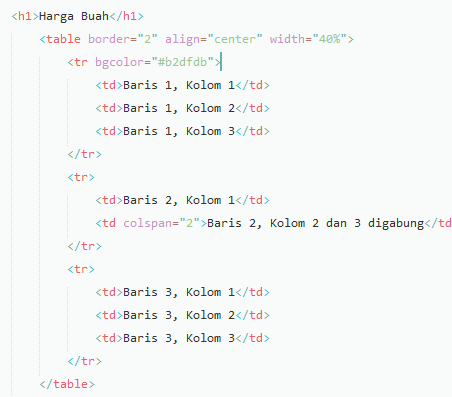 <h1>Harga Buah</h1>
<table border="2" align="center" width="40%">
<tr bgcolor="#b2dfdb">
<td>Baris 1, Kolom 1</td>
<td>Baris 1, Kolom 2</td>
<td>Baris 1, Kolom 3</td>
</tr>
<tr>
<td>Baris 2, Kolom 1</td>
<td colspan="2">Baris 2, Kolom 2 dan 3 digabung</td
</tr>
<tr>
<td>Baris 3, Kolom 1</td>
<td>Baris 3, Kolom 2</td>
<td>Baris 3, Kolom 3</td>
</tr>
</table>